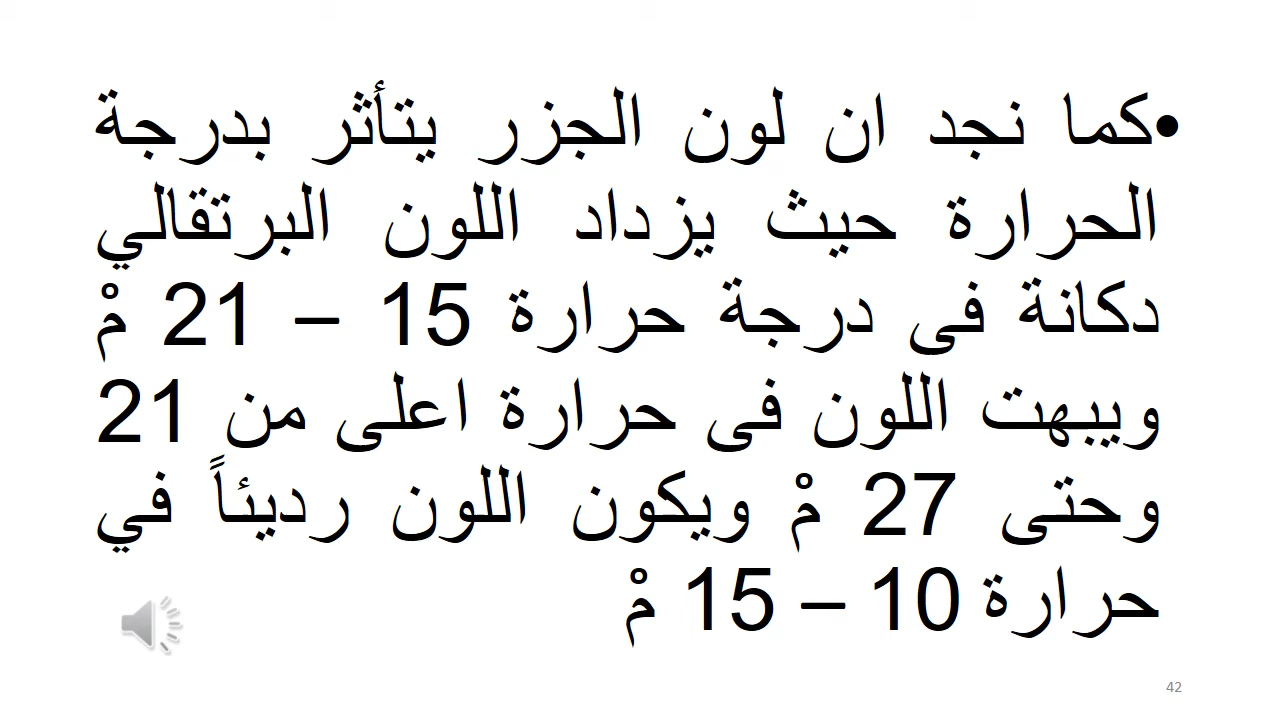 •كما نجد ان لون الجزر يتأثر بدرجة
الحرارة حيث يزداد اللون البرتقالي
دكانة فى درجة حرارة 15 – 21 مْ
ويبهت اللون فى حرارة اعلى من 21
وحتى 27 مْ ويكون اللون رديئاً في
حرارة 10 – 15 مْ
42